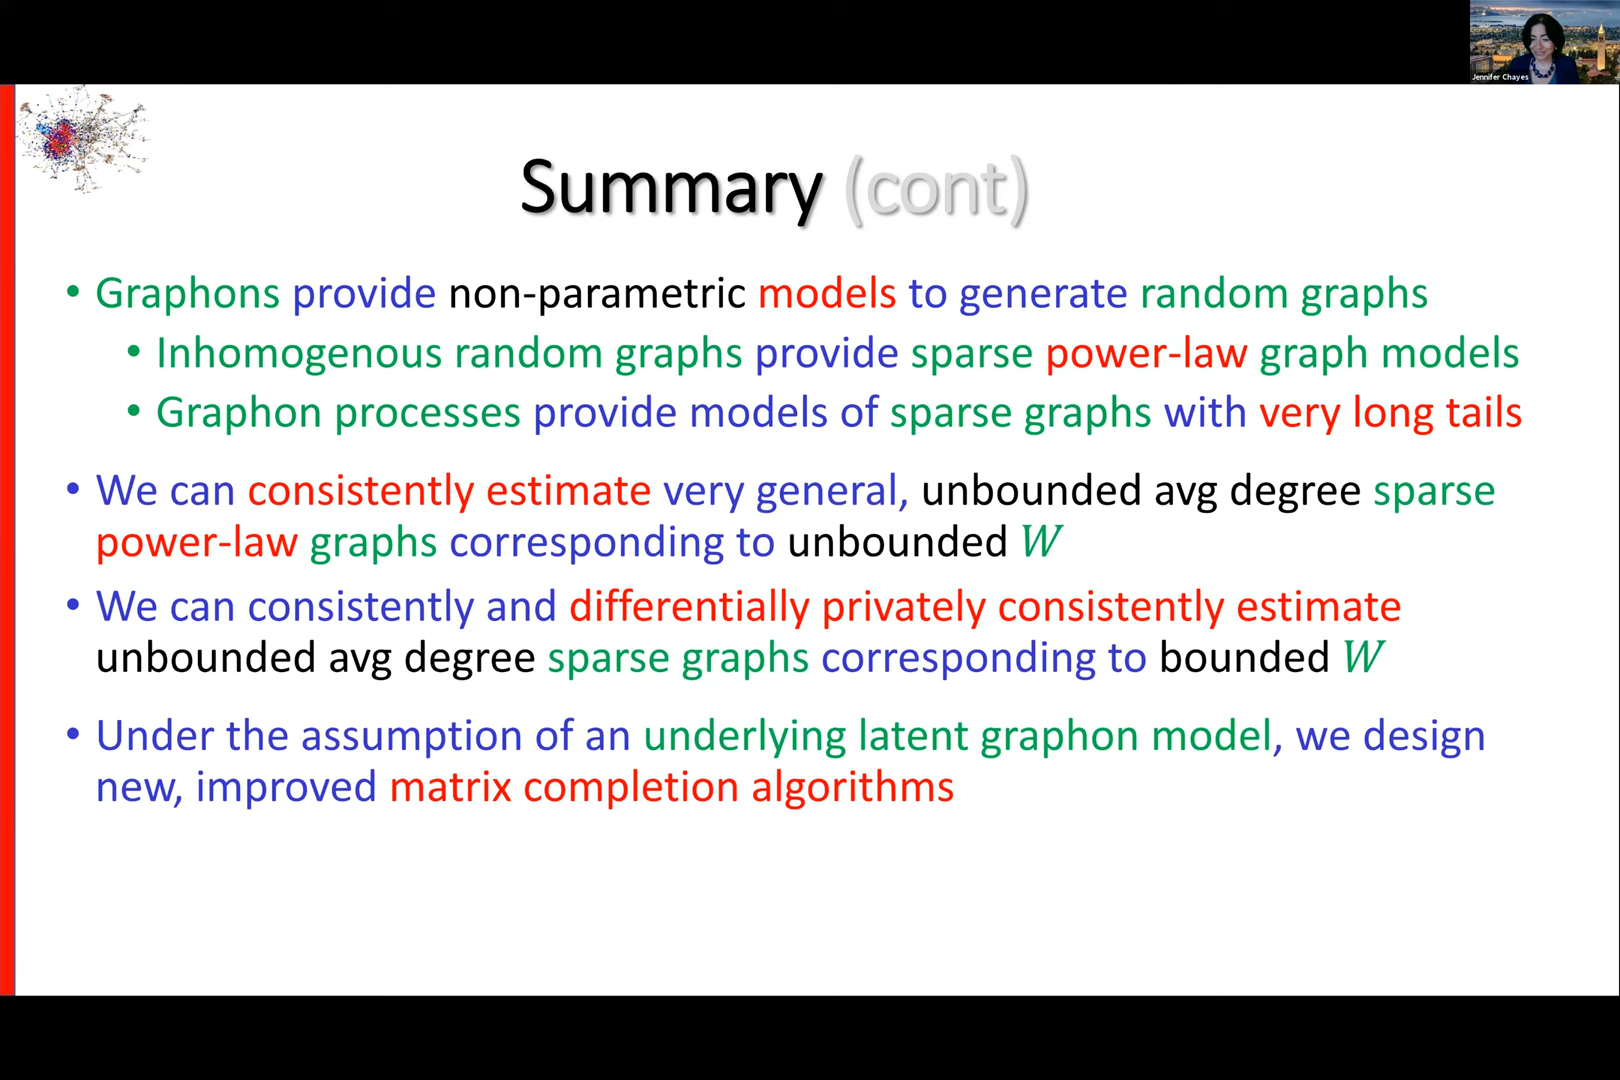 Jennifer Chayes
Summary (cont)
• Graphons provide non-parametric models to generate random graphs
• Inhomogenous random graphs provide sparse power-law graph models
• Graphon processes provide models of sparse graphs with very long tails
• We can consistently estimate very general, unbounded avg degree sparse
power-law graphs corresponding to unbounded W
• We can consistently and differentially privately consistently estimate
unbounded avg degree sparse graphs corresponding to bounded W
• Under the assumption of an underlying latent graphon model, we design
new, improved matrix completion algorithms